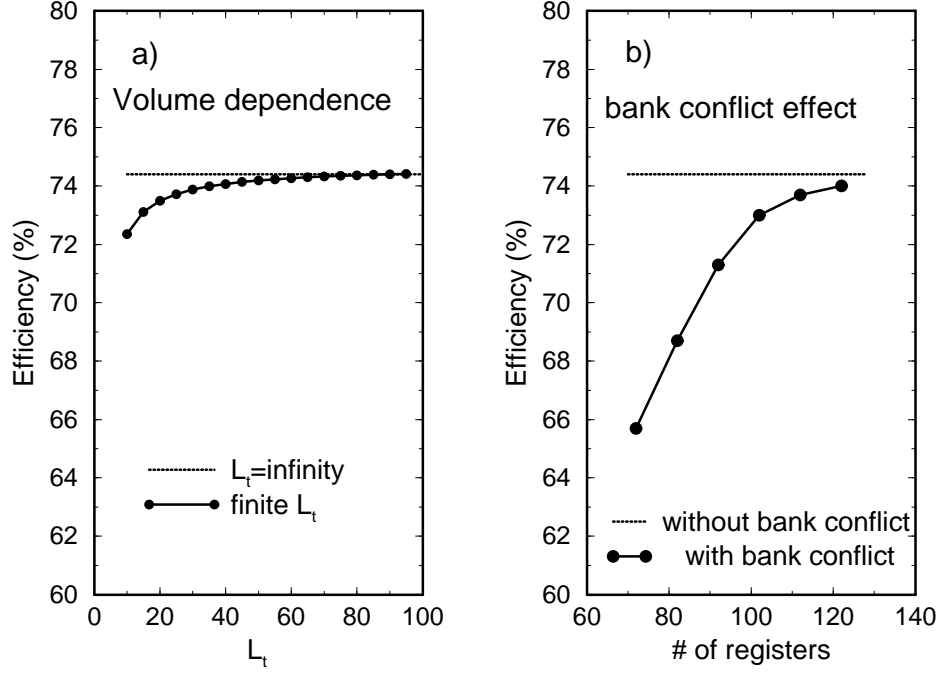 80
78
76
74
72
70
68
66
64
62
60
Efficiency (%)
a)
Volume dependence
L_t=infinity
finite L_t
0
20
40
60
80
100
L_t
80
78
76
74
72
70
68
66
64
62
60
Efficiency (%)
b)
bank conflict effect
without bank conflict
with bank conflict
60
80
100
120
140
# of registers